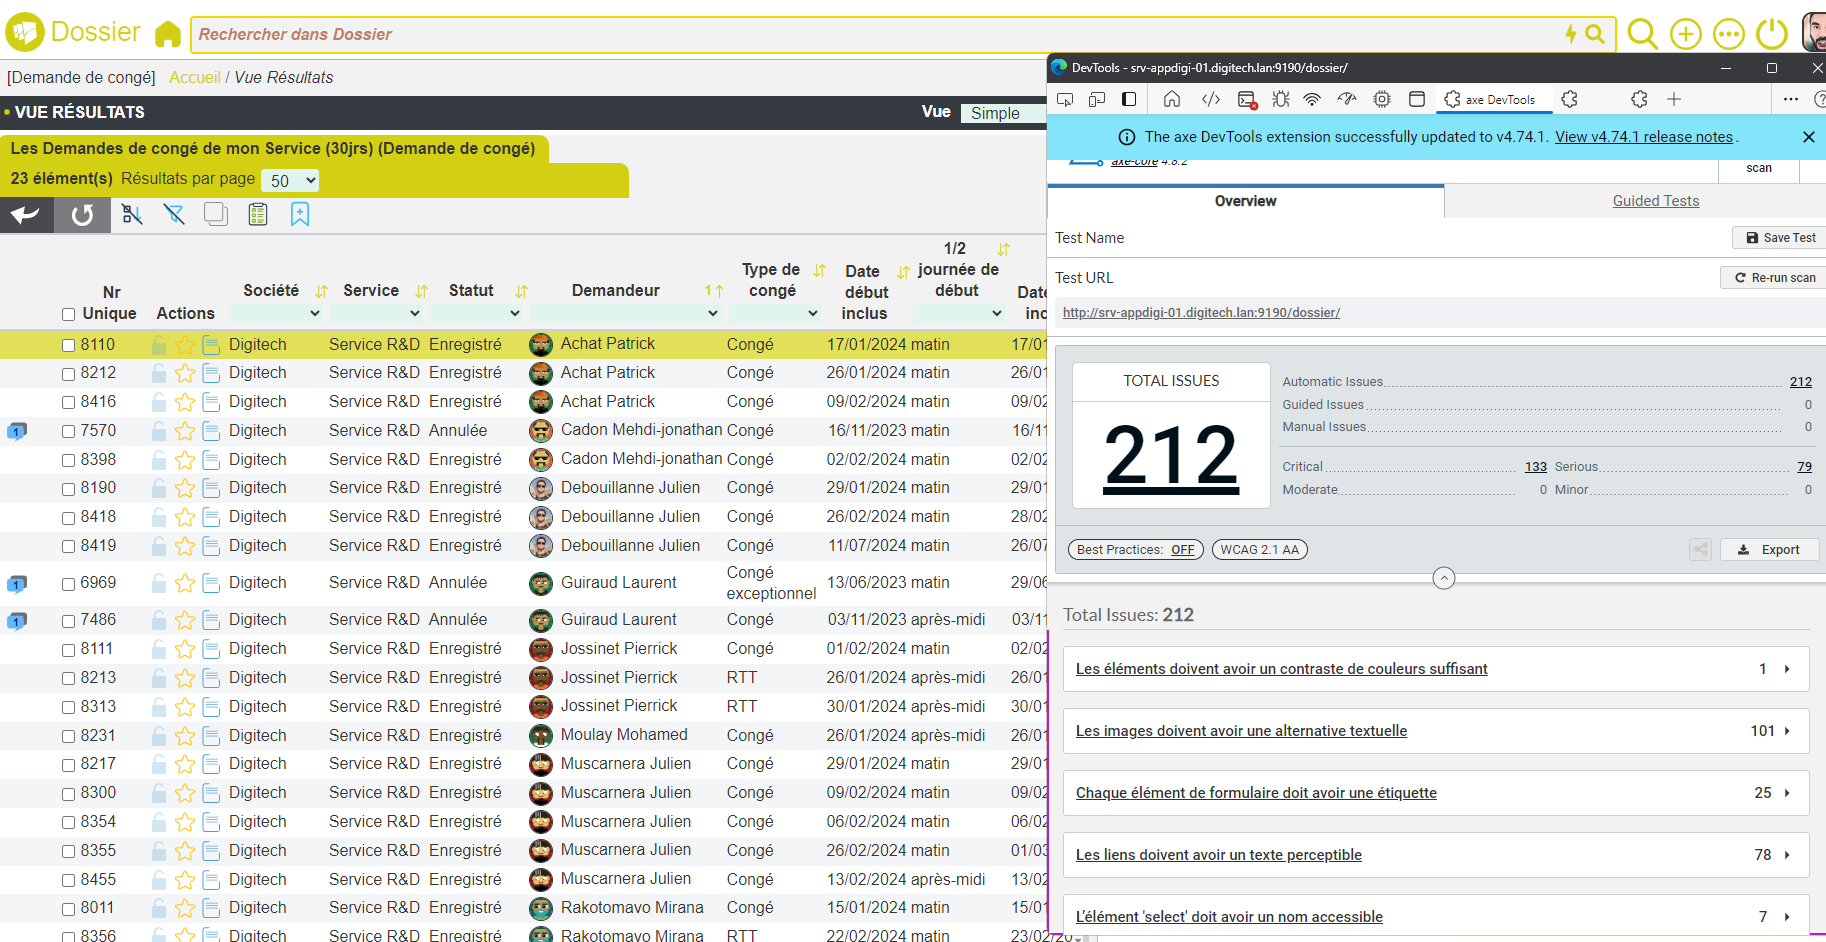 Dossier
Rechercher dans Dossier
[Demande de congé] Accueil / Vue Résultats
VUE RÉSULTATS Vue Simple
Les Demandes de congé de mon Service (30jrs) (Demande de congé)
23 élément(s) Résultats par page 50
Nr Unique Actions Société Service Statut Demandeur 1 Type de congé Date début inclus 1/2 journée de début
8110 Digitech Service R&D Enregistré Achat Patrick Congé 17/01/2024 matin 17/01
8212 Digitech Service R&D Enregistré Achat Patrick Congé 26/01/2024 matin 26/01
8416 Digitech Service R&D Enregistré Achat Patrick Congé 09/02/2024 matin 09/02
1 7570 Digitech Service R&D Annulée Cadon Mehdi-jonathan Congé 16/11/2023 matin 16/11
8398 Digitech Service R&D Enregistré Cadon Mehdi-jonathan Congé 02/02/2024 matin 02/02
8190 Digitech Service R&D Enregistré Debouillanne Julien Congé 29/01/2024 matin 29/01
8418 Digitech Service R&D Enregistré Debouillanne Julien Congé 26/02/2024 matin 28/02
8419 Digitech Service R&D Enregistré Debouillanne Julien Congé 11/07/2024 matin 26/07
1 6969 Digitech Service R&D Annulée Guiraud Laurent Congé exceptionnel 13/06/2023 matin 29/06
1 7486 Digitech Service R&D Annulée Guiraud Laurent Congé 03/11/2023 après-midi 03/11
8111 Digitech Service R&D Enregistré Jossinet Pierrick Congé 01/02/2024 matin 02/02
8213 Digitech Service R&D Enregistré Jossinet Pierrick RTT 26/01/2024 après-midi 26/01
8313 Digitech Service R&D Enregistré Jossinet Pierrick RTT 30/01/2024 après-midi 30/01
8231 Digitech Service R&D Enregistré Moulay Mohamed Congé 26/01/2024 après-midi 26/01
8217 Digitech Service R&D Enregistré Muscarnera Julien Congé 29/01/2024 matin 29/01
8300 Digitech Service R&D Enregistré Muscarnera Julien Congé 09/02/2024 matin 09/02
8354 Digitech Service R&D Enregistré Muscarnera Julien Congé 06/02/2024 matin 06/02
8355 Digitech Service R&D Enregistré Muscarnera Julien Congé 26/02/2024 matin 01/03
8455 Digitech Service R&D Enregistré Muscarnera Julien Congé 13/02/2024 après-midi 13/02
8011 Digitech Service R&D Enregistré Rakotomavo Mirana Congé 15/01/2024 matin 15/01
8356 Digitech Service R&D Enregistré Rakotomavo Mirana RTT 22/02/2024 matin 23/02/20
DevTools - srv-appdigi-01.digitech.lan:9190/dossier/
axe DevTools
The axe DevTools extension successfully updated to v4.74.1. View v4.74.1 release notes.
axe-core 4.8.2 scan
Overview Guided Tests
Test Name Save Test
Test URL Re-run scan
http://srv-appdigi-01.digitech.lan:9190/dossier/
TOTAL ISSUES
212
Automatic Issues 212
Guided Issues 0
Manual Issues 0
Critical 133 Serious 79
Moderate 0 Minor 0
Best Practices: OFF WCAG 2.1 AA Export
Total Issues: 212
Les éléments doivent avoir un contraste de couleurs suffisant 1
Les images doivent avoir une alternative textuelle 101
Chaque élément de formulaire doit avoir une étiquette 25
Les liens doivent avoir un texte perceptible 78
L'élément 'select' doit avoir un nom accessible 7